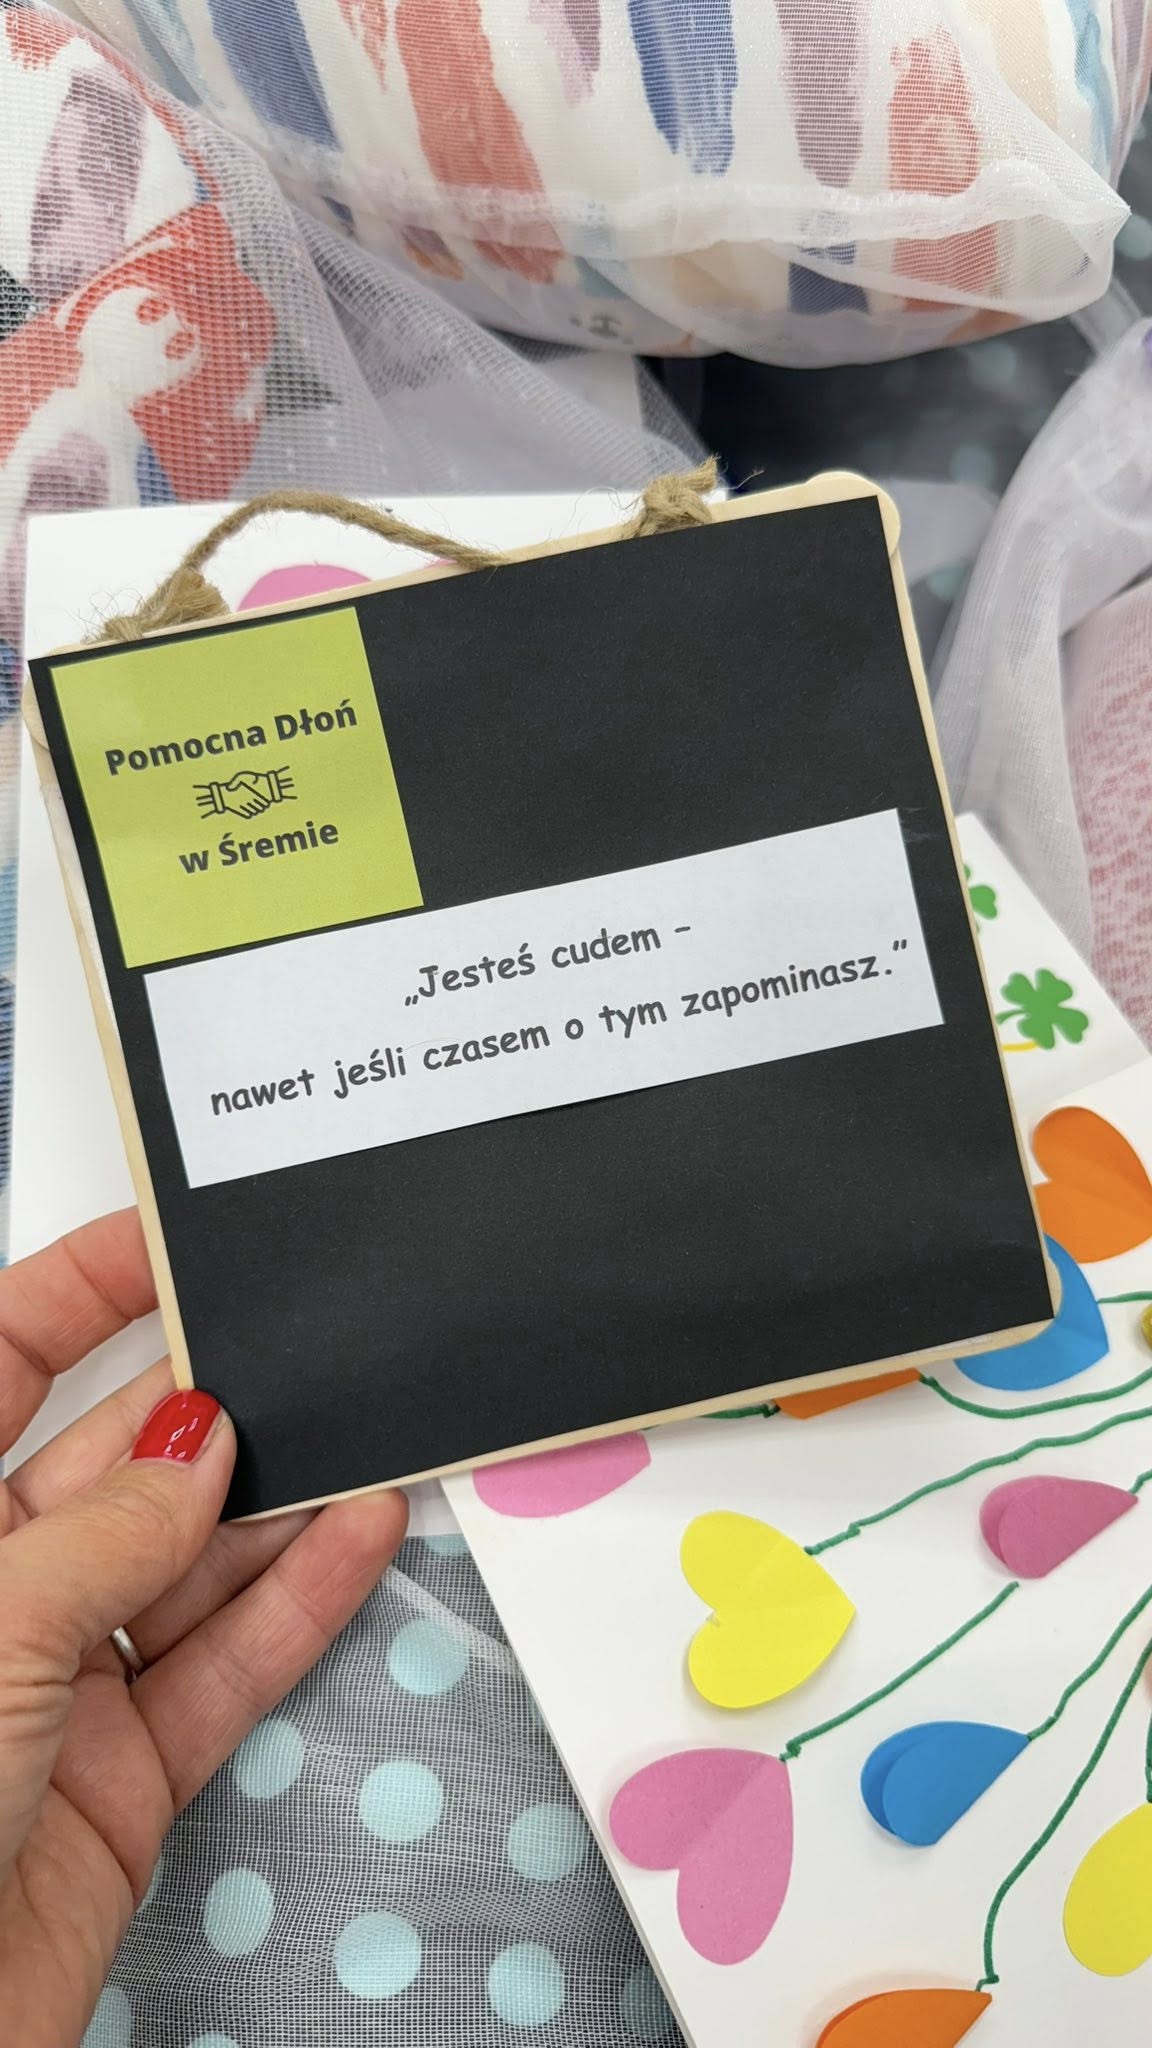 Pomocna Dłoń
w Śremie
„Jesteś cudem –
nawet jeśli czasem o tym zapominasz.”